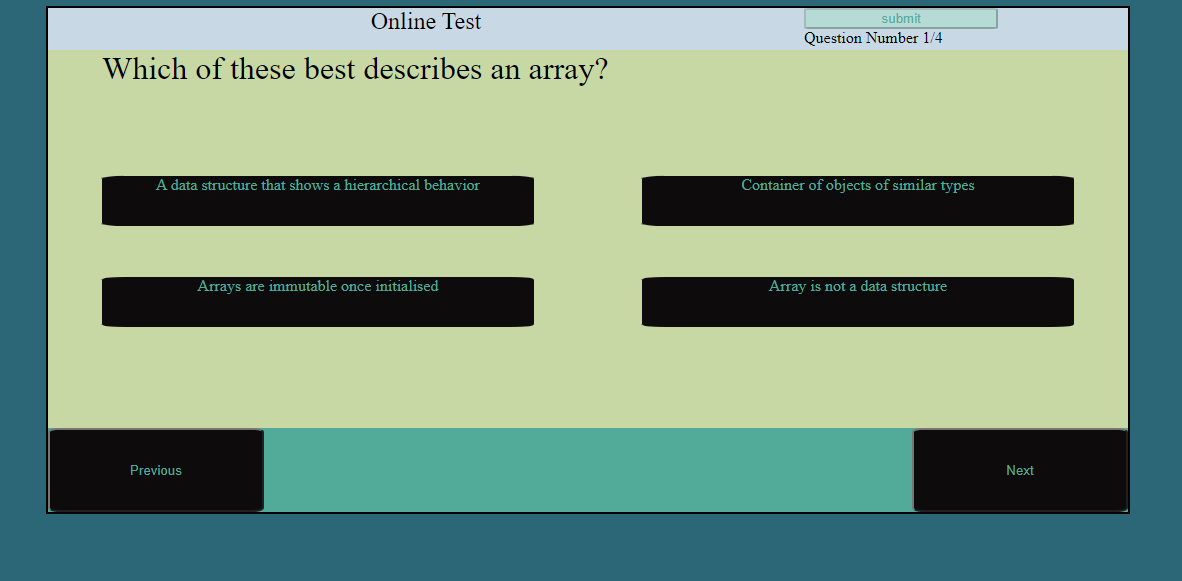 Online Test
submit
Question Number 1/4
Which of these best describes an array?
A data structure that shows a hierarchical behavior
Container of objects of similar types
Arrays are immutable once initialised
Array is not a data structure
Previous
Next